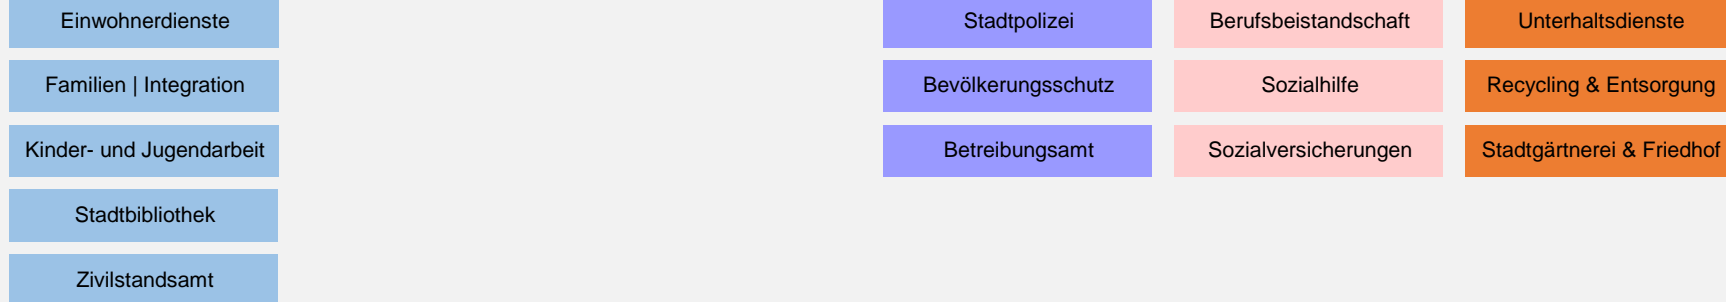 Einwohnerdienste
Familien | Integration
Kinder- und Jugendarbeit
Stadtbibliothek
Zivilstandsamt
Stadtpolizei
Bevölkerungsschutz
Betreibungsamt
Berufsbeistandschaft
Sozialhilfe
Sozialversicherungen
Unterhaltsdienste
Recycling & Entsorgung
Stadtgärtnerei & Friedhof